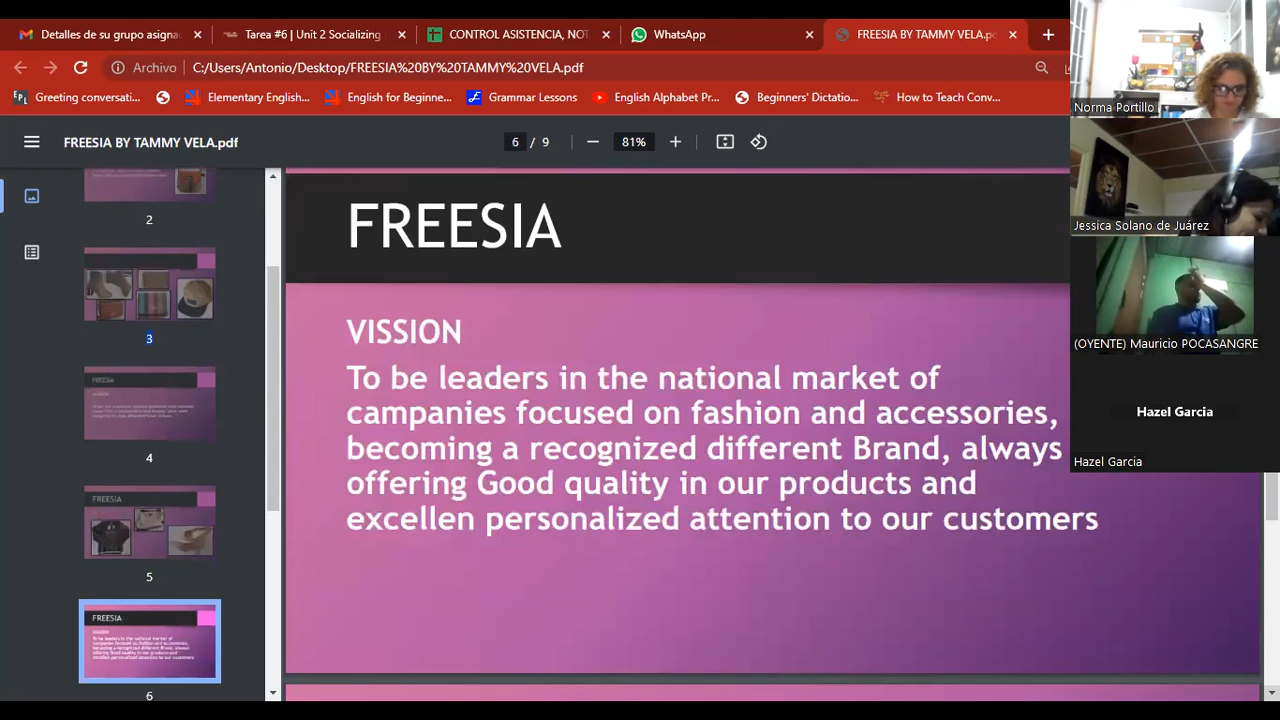 Detalles de su grupo asigna
Tarea #6 | Unit 2 Socializing
CONTROL ASISTENCIA, NOT
WhatsApp
FREESIA BY TAMMY VELA.p
Archivo
C:/Users/Antonio/Desktop/FREESIA%20BY%20TAMMY%20VELA.pdf
Greeting conversati...
Elementary English...
English for Beginne...
Grammar Lessons
English Alphabet Pr...
Beginners' Dictatio...
How to Teach Conv...
FREESIA BY TAMMY VELA.pdf
6 / 9
81%
2
3
4
FREESIA
5
FREESIA
6
FREESIA
VISSION
To be leaders in the national market of
campanies focused on fashion and accessories,
becoming a recognized different Brand, always
offering Good quality in our products and
excellen personalized attention to our customers
Norma Portillo
Jessica Solano de Juárez
(OYENTE) Mauricio POCASANGRE
Hazel Garcia
Hazel Garcia